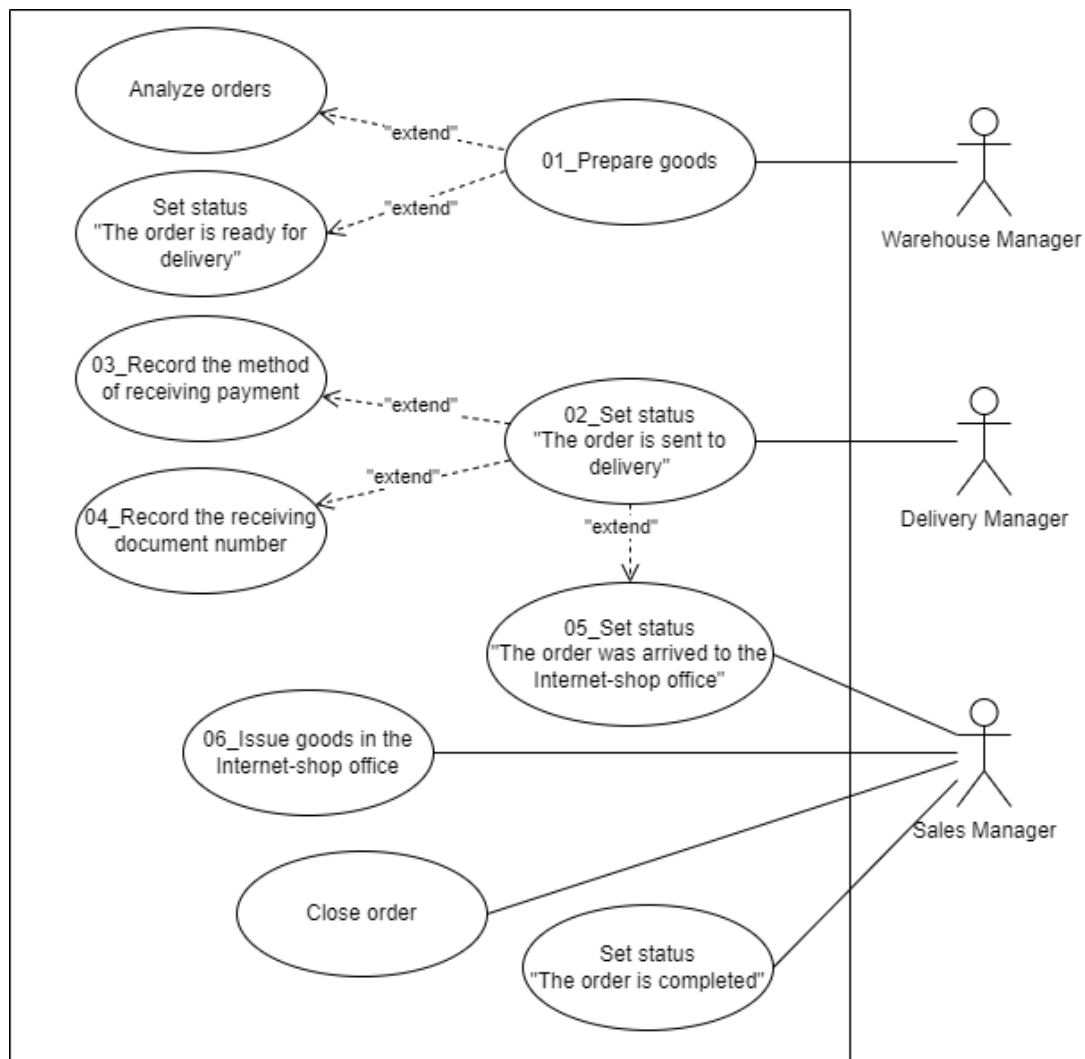 Analyze orders
"extend"
01_Prepare goods
Set status
"The order is ready for
delivery"
"extend"
Warehouse Manager
03_Record the method
of receiving payment
"extend"
02_Set status
"The order is sent to
delivery"
"extend"
04_Record the receiving
document number
Delivery Manager
"extend"
05_Set status
"The order was arrived to the
Internet-shop office"
06_Issue goods in the
Internet-shop office
Sales Manager
Close order
Set status
"The order is completed"